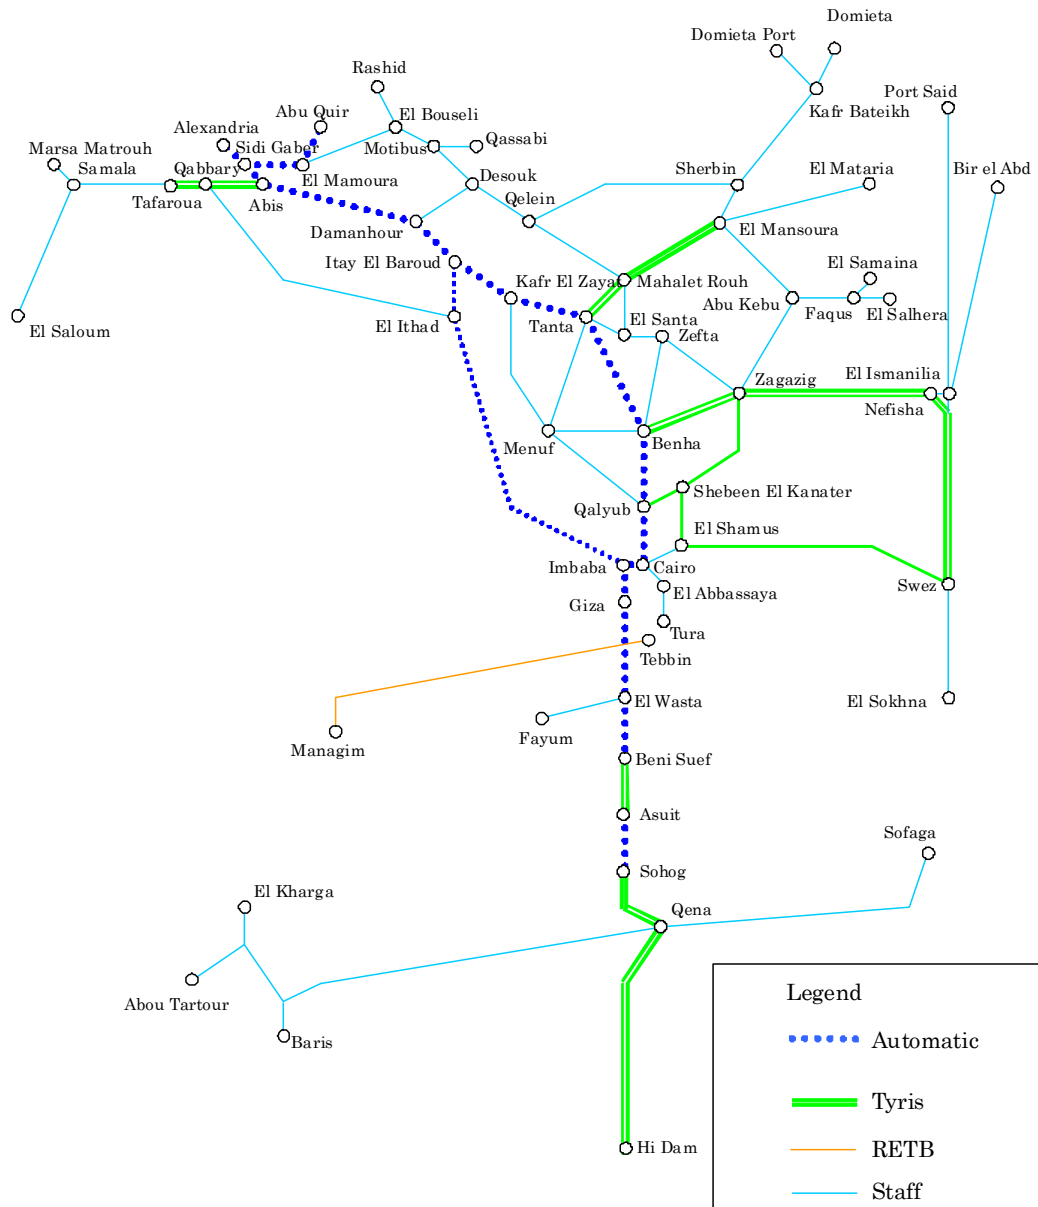 Domieta
Domieta Port
Rashid
Port Said
Kafr Bateikh
Abu Quir
El Bouseli
Alexandria
Sidi Gaber
Motibus
Qassabi
Marsa Matrouh
Samala
Qabbary
El Mamoura
Desouk
Sherbin
El Mataria
Bir el Abd
Tafaroua
Abis
Qelein
Damanhour
El Mansoura
Itay El Baroud
El Samaina
Kafr El Zayat
Mahalet Rouh
Abu Kebu
Faqus
El Salhera
El Saloum
El Ithad
Tanta
El Santa
Zefta
Zagazig
El Ismanilia
Nefisha
Menuf
Benha
Shebeen El Kanater
Qalyub
El Shamus
Imbaba
Cairo
Swez
El Abbassaya
Giza
Tura
Tebbin
El Wasta
El Sokhna
Fayum
Managim
Beni Suef
Asuit
Sofaga
Sohog
El Kharga
Qena
Abou Tartour
Baris
Hi Dam
Legend
Automatic
Tyris
RETB
Staff